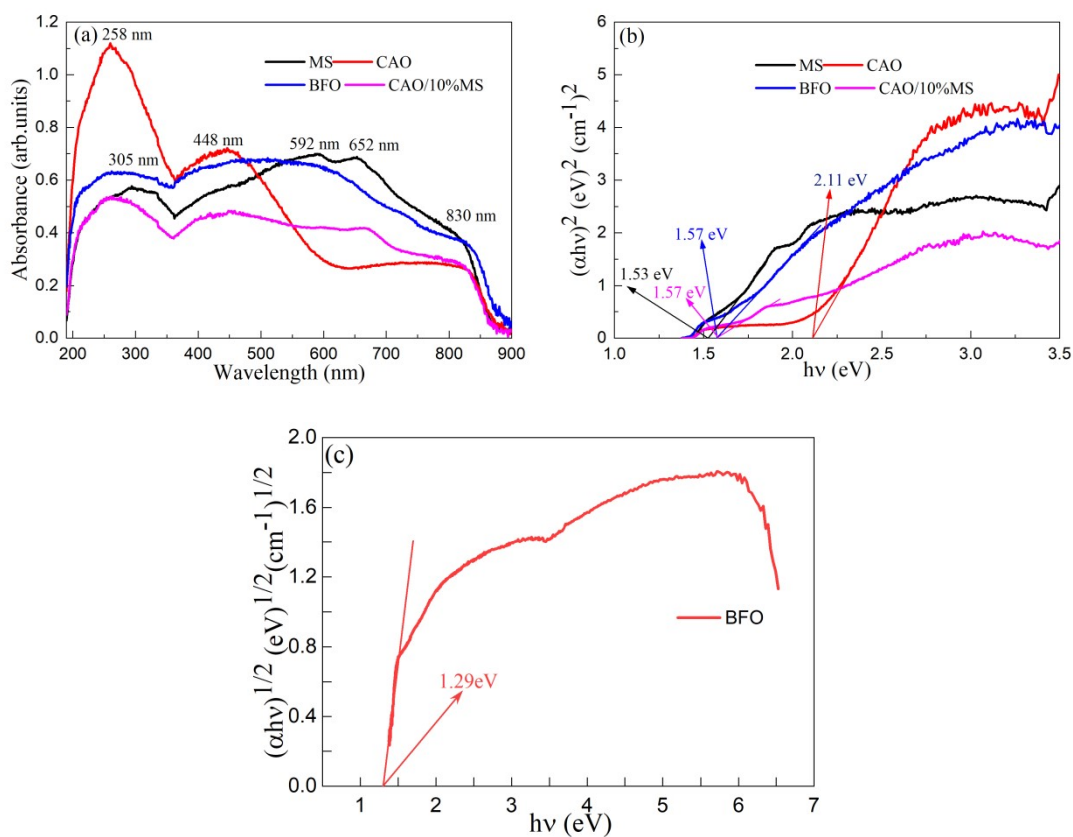 (a)
258 nm
MS CAO
BFO CAO/10%MS
305 nm
448 nm
592 nm 652 nm
830 nm
1.2
1.0
0.8
0.6
0.4
0.2
0.0
Absorbance (arb.units)
200 300 400 500 600 700 800 900
Wavelength (nm)
(b)
MS CAO
BFO CAO/10%MS
2.11 eV
1.57 eV
1.53 eV
1.57 eV
6
5
4
3
2
1
0
(αhν)² (eV)² (cm⁻¹)²
1.0 1.5 2.0 2.5 3.0 3.5
hν (eV)
(c)
BFO
1.29eV
2.0
1.6
1.2
0.8
0.4
0.0
(αhν)1/2 (eV)1/2(cm-1)1/2
1 2 3 4 5 6 7
hν (eV)